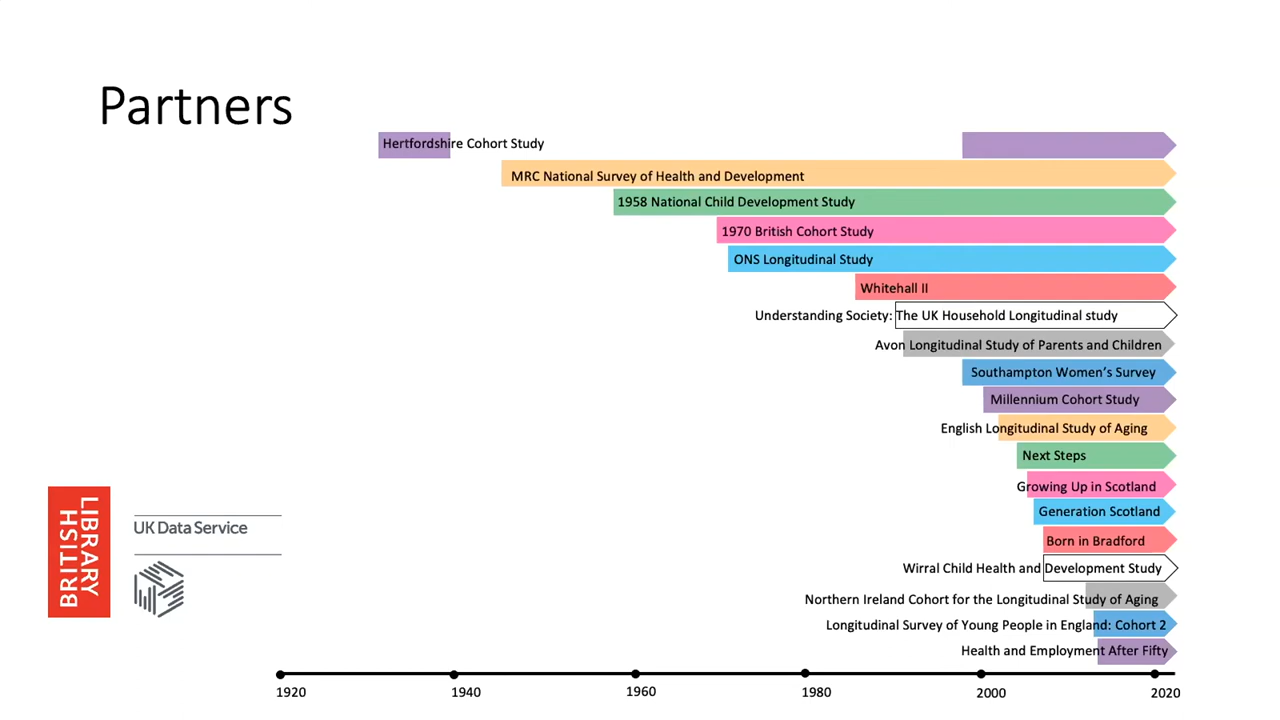 Partners
Hertfordshire Cohort Study
MRC National Survey of Health and Development
1958 National Child Development Study
1970 British Cohort Study
ONS Longitudinal Study
Whitehall II
Understanding Society: The UK Household Longitudinal study
Avon Longitudinal Study of Parents and Children
Southampton Women's Survey
Millennium Cohort Study
English Longitudinal Study of Aging
Next Steps
Growing Up in Scotland
Generation Scotland
Born in Bradford
Wirral Child Health and Development Study
Northern Ireland Cohort for the Longitudinal Study of Aging
Longitudinal Survey of Young People in England: Cohort 2
Health and Employment After Fifty
BRITISH
LIBRARY
UK Data Service
1920 1940 1960 1980 2000 2020